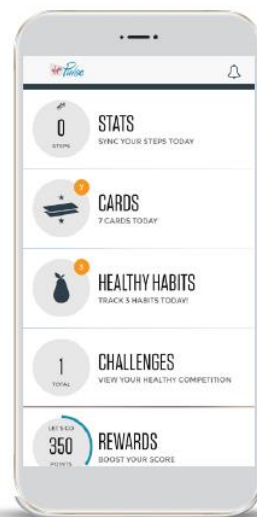 Pulse
0
STEPS
STATS
SYNC YOUR STEPS TODAY
7
CARDS
7 CARDS TODAY
3
HEALTHY HABITS
TRACK 3 HABITS TODAY!
1
TOTAL
CHALLENGES
VIEW YOUR HEALTHY COMPETITION
LET'S GO
350
POINTS
REWARDS
BOOST YOUR SCORE